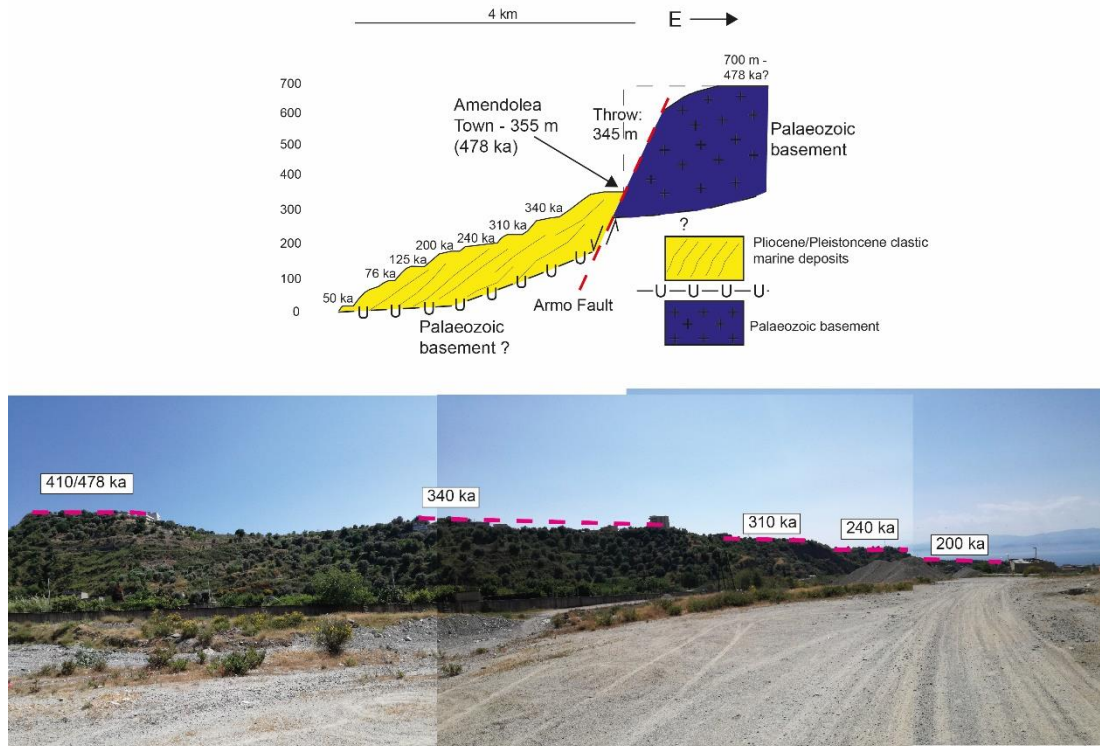 4 km
E
700 m -
478 ka?
700
600
500
400
300
200
100
0
Amendolea
Town - 355 m
(478 ka)
Throw:
345 m
Palaeozoic
basement
340 ka
310 ka
240 ka
200 ka
125 ka
76 ka
50 ka
?
U U U U U U U U
Armo Fault
Palaeozoic
basement ?
Pliocene/Pleistoncene clastic
marine deposits
U U U U
Palaeozoic basement
410/478 ka
340 ka
310 ka
240 ka
200 ka